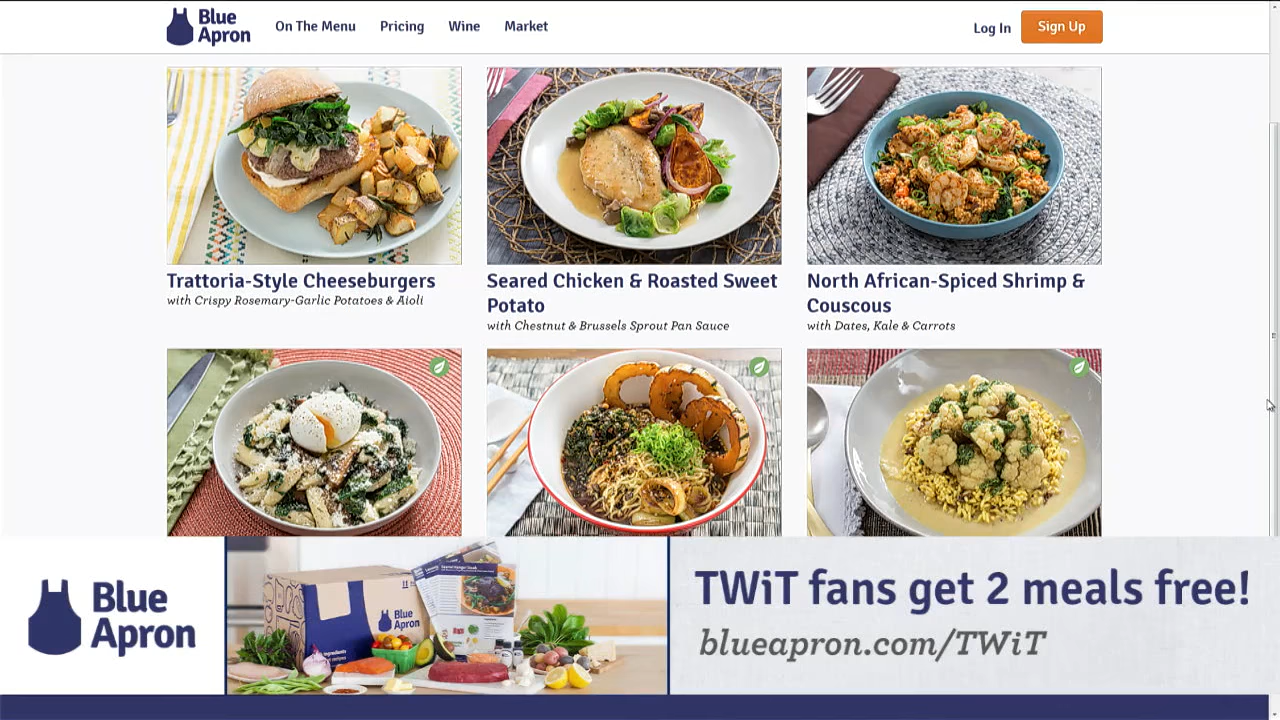 Blue
Apron
On The Menu
Pricing
Wine
Market
Log In
Sign Up
Trattoria-Style Cheeseburgers
with Crispy Rosemary-Garlic Potatoes & Aioli
Seared Chicken & Roasted Sweet
Potato
with Chestnut & Brussels Sprout Pan Sauce
North African-Spiced Shrimp &
Couscous
with Dates, Kale & Carrots
Blue
Apron
Blue
Apron
TWiT fans get 2 meals free!
blueapron.com/TWiT